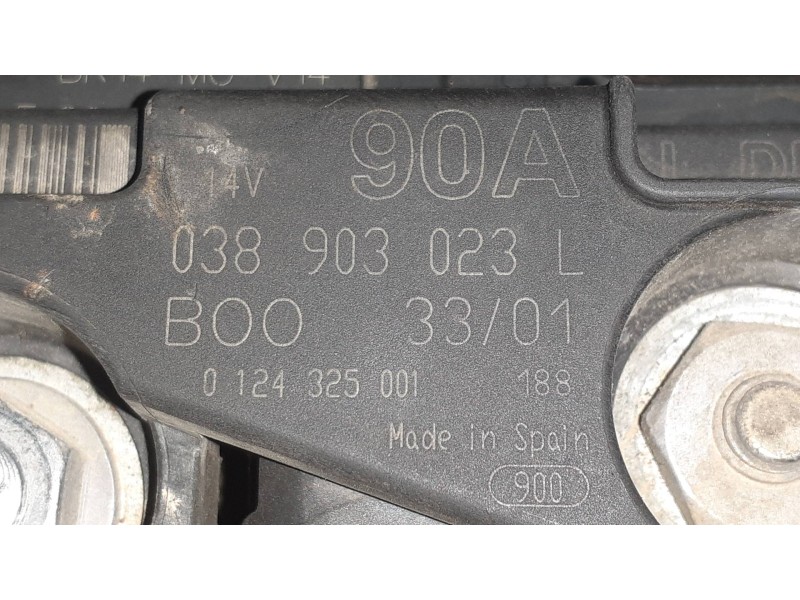 90A
14V
038 903 023 L
BOO 33/01
0 124 325 001 188
Made in Spain
900